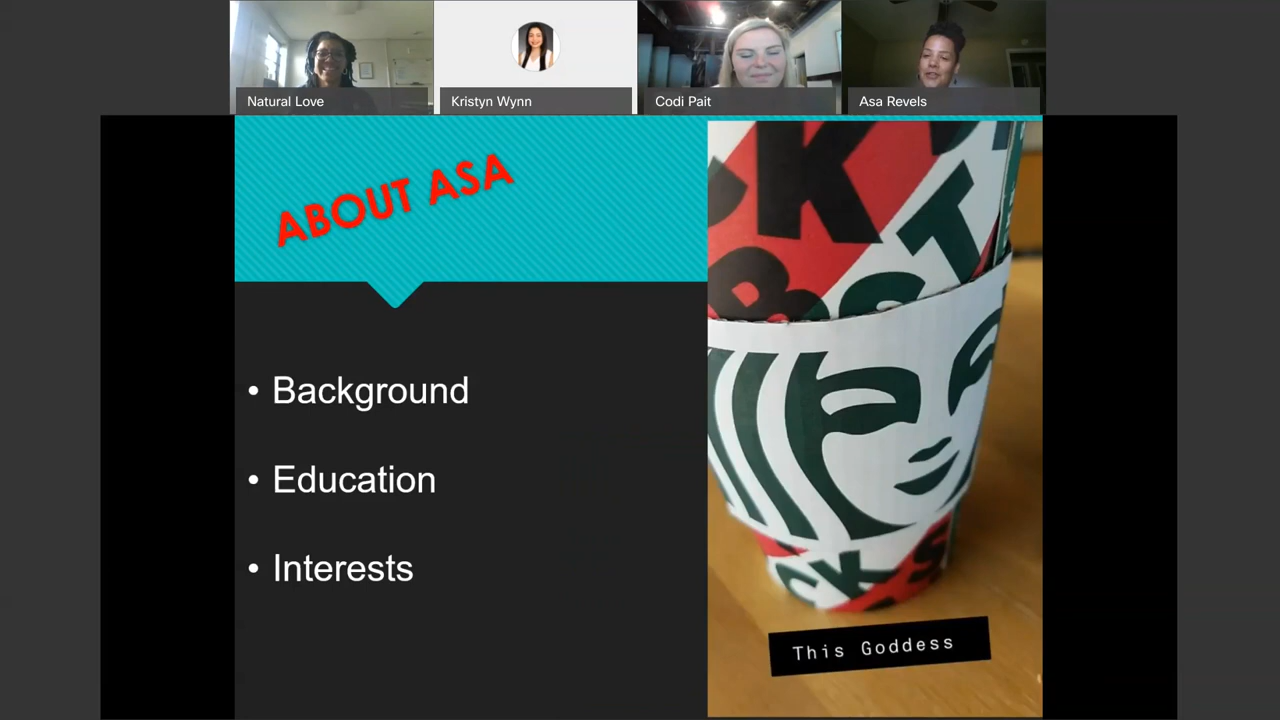 Natural Love
Kristyn Wynn
Codi Pait
Asa Revels
ABOUT ASA
• Background
• Education
• Interests
This Goddess